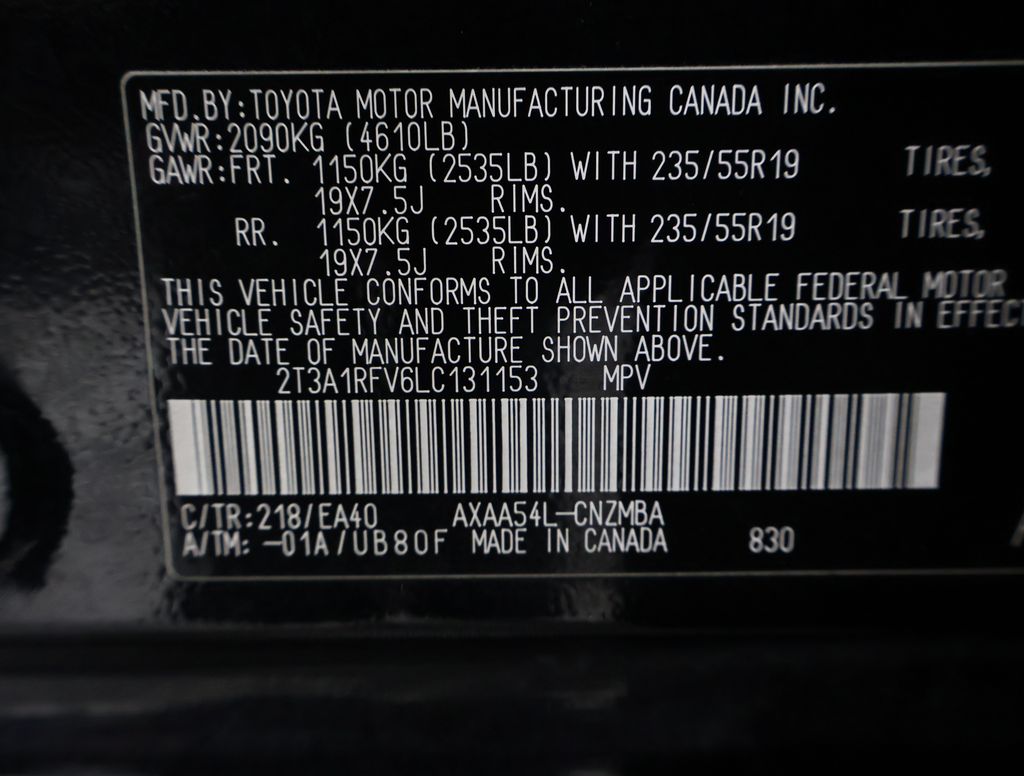 MFD.BY:TOYOTA MOTOR MANUFACTURING CANADA INC.
GVWR:2090KG (4610LB)
GAWR:FRT. 1150KG (2535LB) WITH 235/55R19 TIRES,
19X7.5J RIMS.
RR. 1150KG (2535LB) WITH 235/55R19 TIRES,
19X7.5J RIMS.
THIS VEHICLE CONFORMS TO ALL APPLICABLE FEDERAL MOTOR
VEHICLE SAFETY AND THEFT PREVENTION STANDARDS IN EFFEC
THE DATE OF MANUFACTURE SHOWN ABOVE.
2T3A1RFV6LC131153 MPV
C/TR:218/EA40 AXAA54L-CNZMBA
A/TM: -01A/UB80F MADE IN CANADA 830